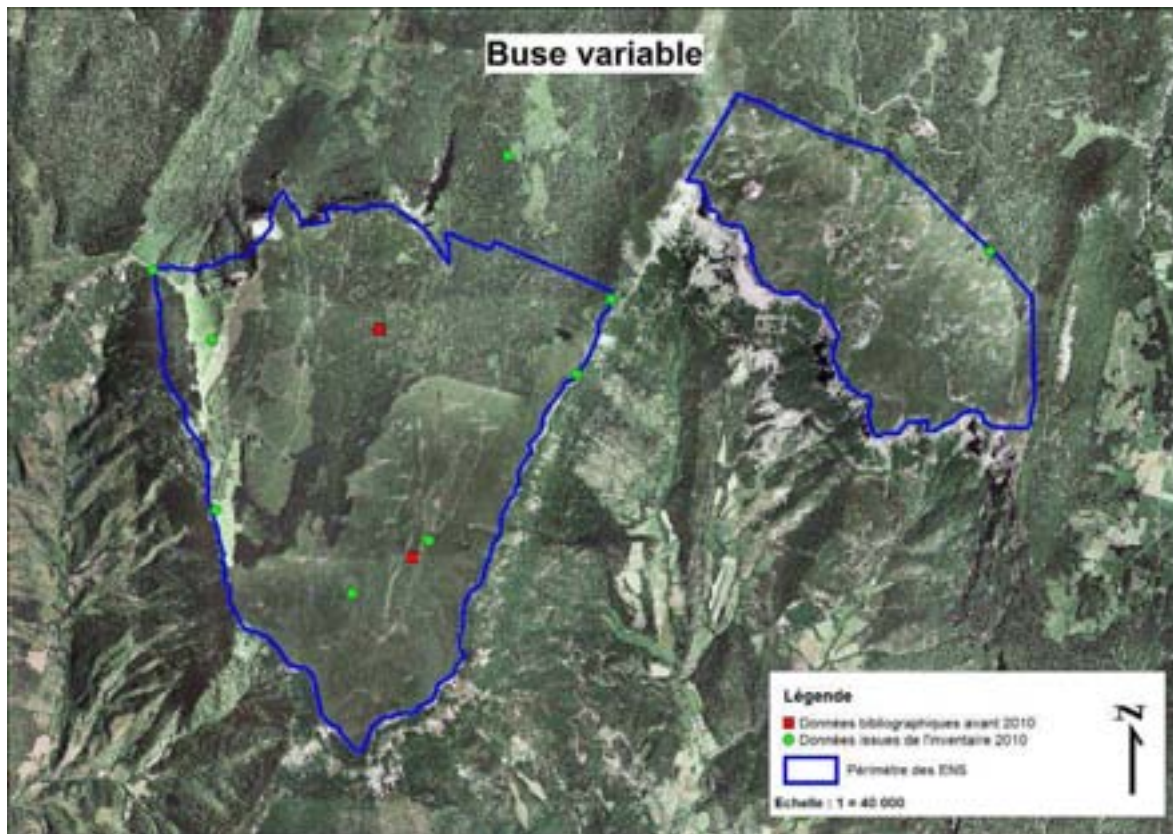 Buse variable
Légende
Données bibliographiques avant 2010
Données issues de l'inventaire 2010
Périmètre des ENS
Echelle : 1 = 40 000
N